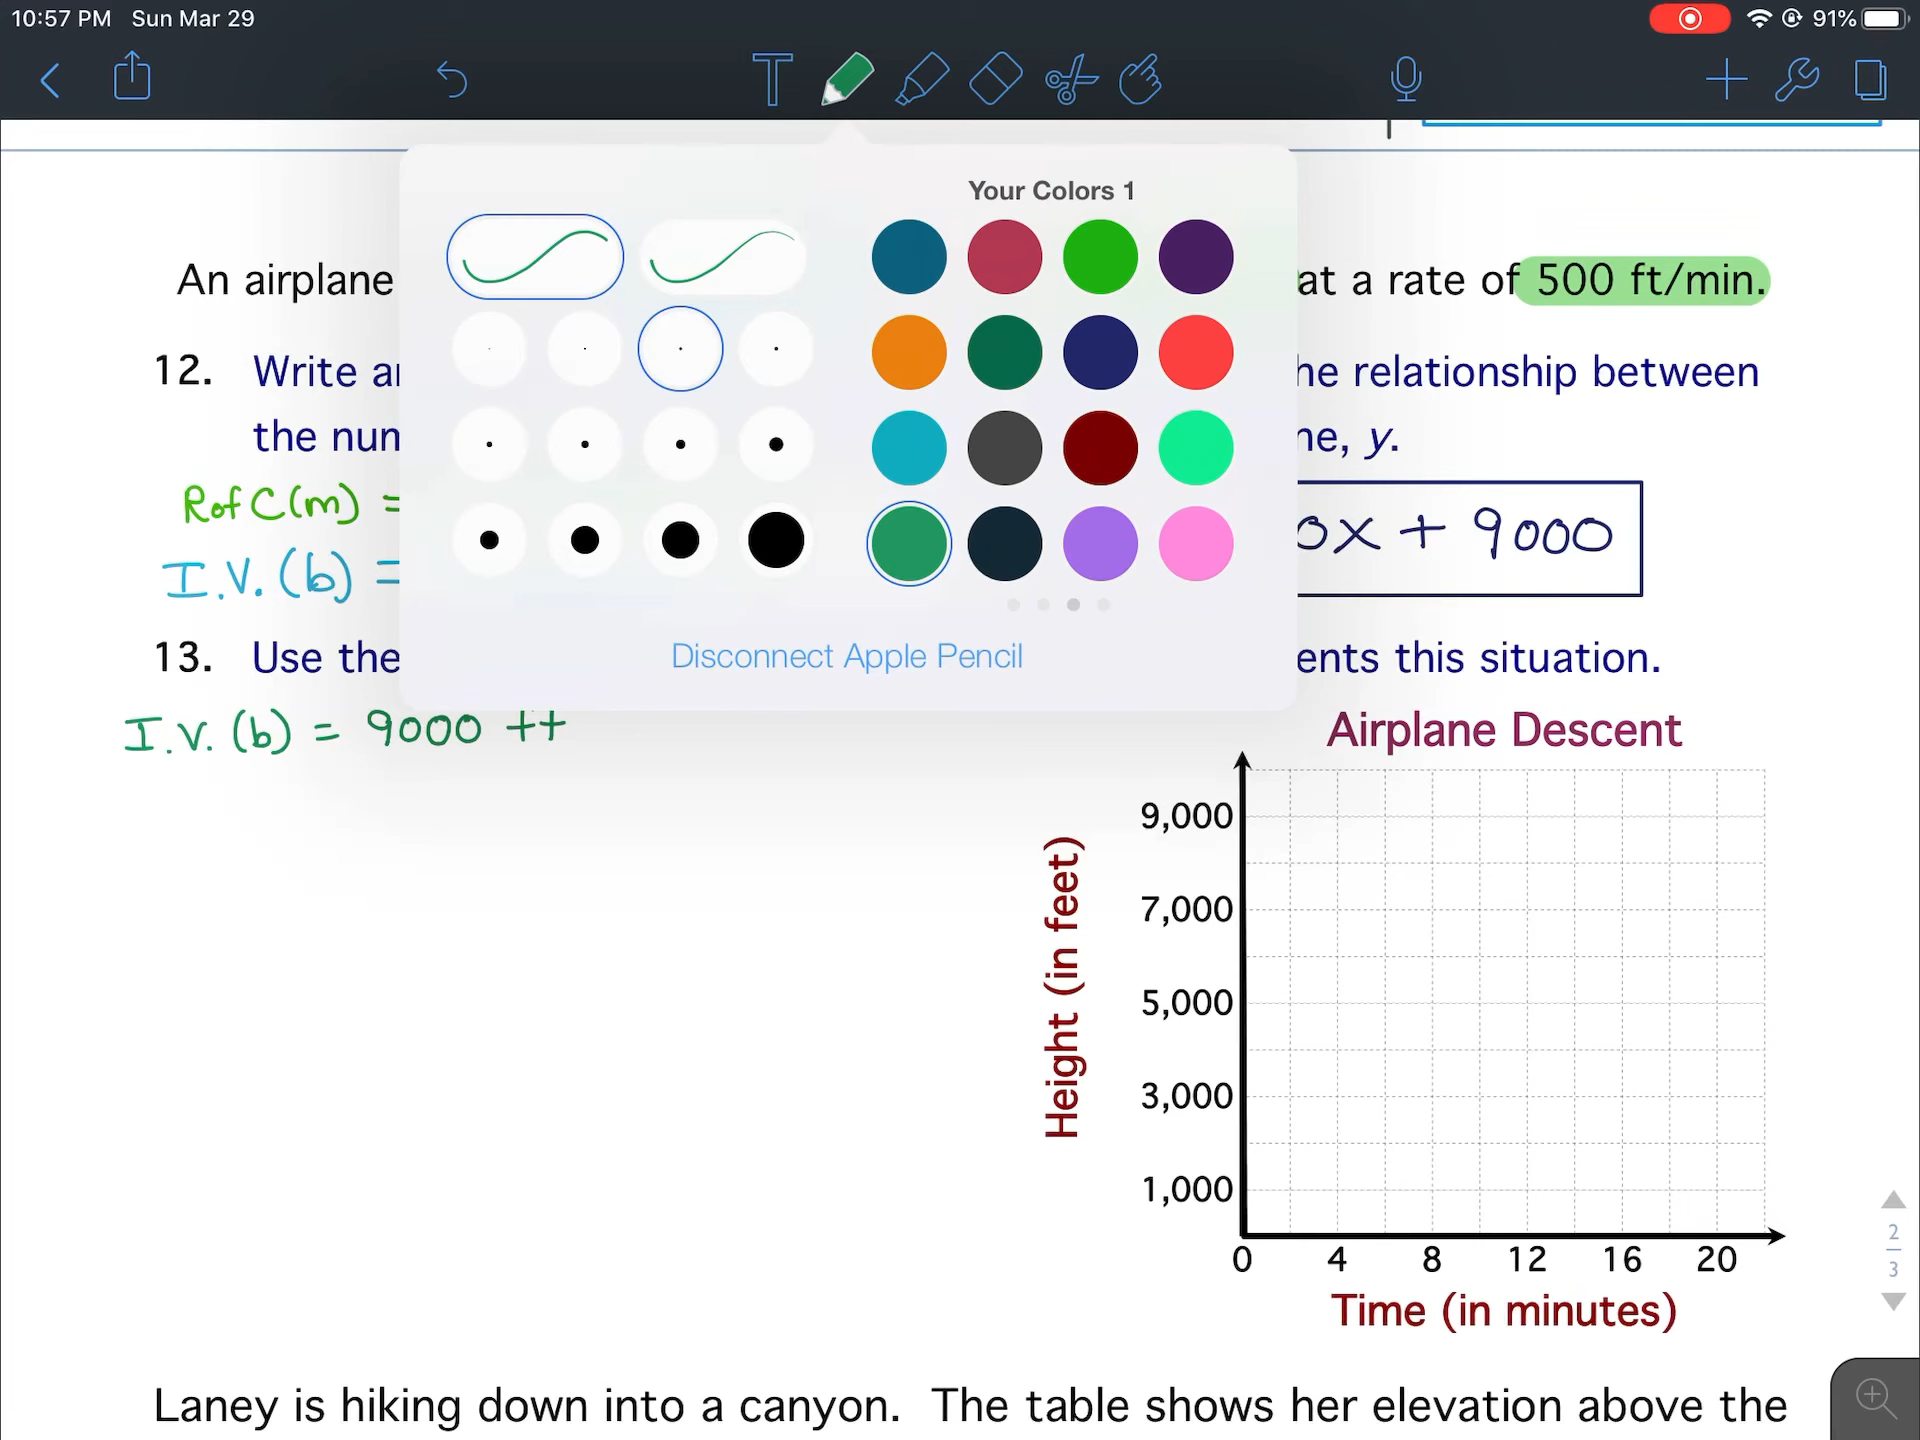 10:57 PM Sun Mar 29 91%
T
Your Colors 1
An airplane at a rate of 500 ft/min.
12. Write an he relationship between
the num ne, y.
R of C (m) =
0x + 9000
I.V. (b) =
Disconnect Apple Pencil
13. Use the ents this situation.
I.V. (b) = 9000 ft
Airplane Descent
Height (in feet)
9,000
7,000
5,000
3,000
1,000
0 4 8 12 16 20
Time (in minutes)
2
3
Laney is hiking down into a canyon. The table shows her elevation above the